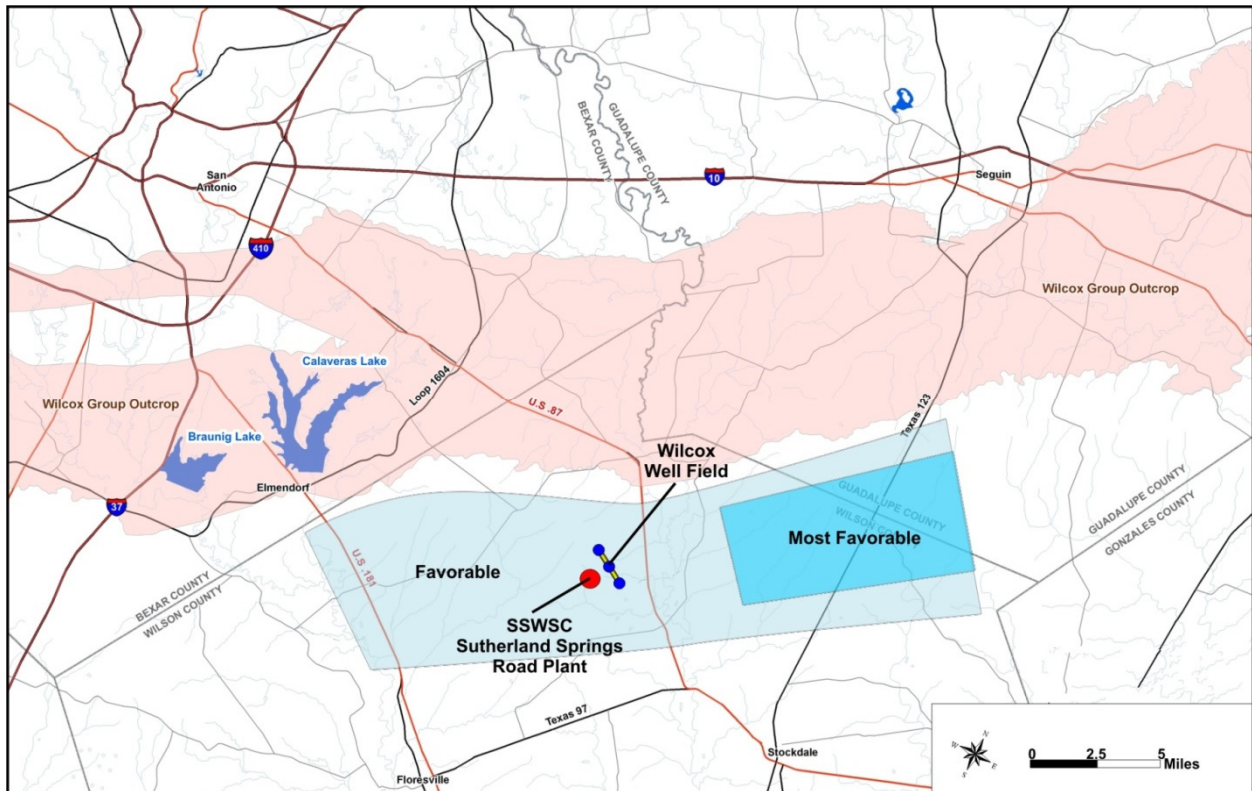 BEXAR COUNTY
GUADALUPE COUNTY
San
Antonio
10
Seguin
410
Wilcox Group Outcrop
Calaveras Lake
Loop 1604
Wilcox Group Outcrop
Braunig Lake
U.S .87
Texas 123
Wilcox
Well Field
Elmendorf
37
GUADALUPE COUNTY
WILSON COUNTY
GUADALUPE COUNTY
GONZALES COUNTY
Most Favorable
Favorable
U.S .181
BEXAR COUNTY
WILSON COUNTY
SSWSC
Sutherland Springs
Road Plant
Texas 97
Stockdale
Floresville
N
W
E
S
0 2.5 5
Miles